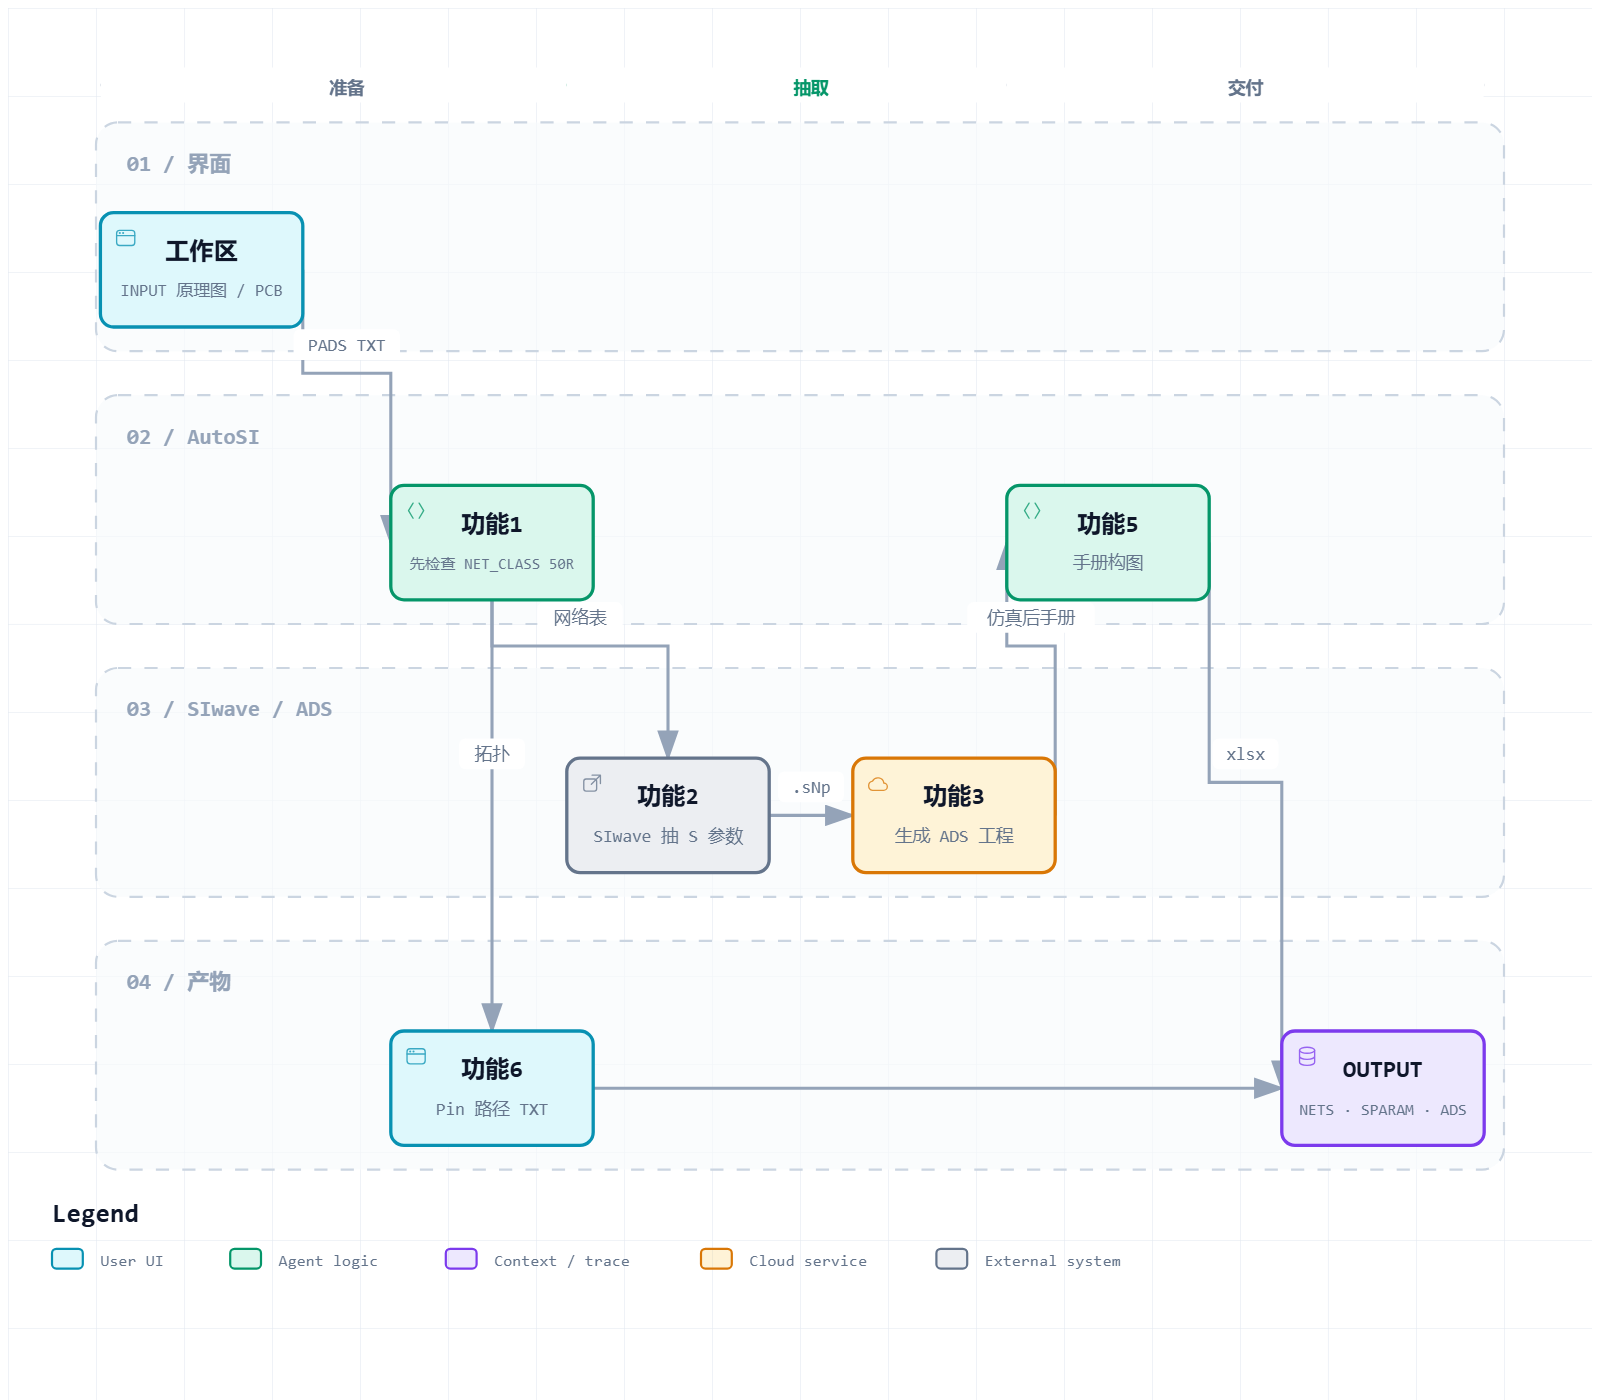 准备
抽取
交付
01 / 界面
工作区
INPUT 原理图 / PCB
PADS TXT
02 / AutoSI
功能1
先检查 NET_CLASS 50R
功能5
手册构图
网络表
仿真后手册
03 / SIwave / ADS
拓扑
功能2
SIwave 抽 S 参数
.sNp
功能3
生成 ADS 工程
xlsx
04 / 产物
功能6
Pin 路径 TXT
OUTPUT
NETS · SPARAM · ADS
Legend
User UI
Agent logic
Context / trace
Cloud service
External system